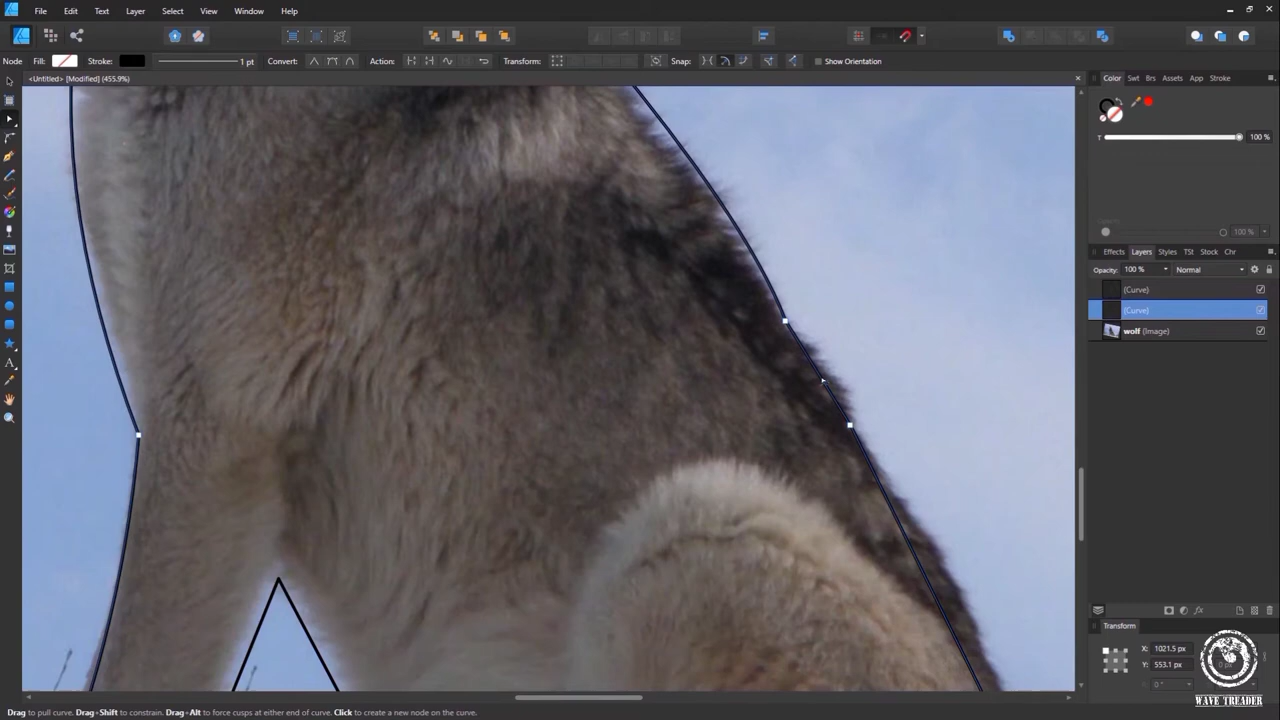 File Edit Text Layer Select View Window Help
Node Fill: Stroke: 1 pt Convert: Action: Transform: Snap: Show Orientation
<Untitled> [Modified] (455.9%)
Color Swt Brs Assets App Stroke
T 100 %
100 %
Effects Layers Styles TSt Stock Chr
Opacity: 100 % Normal
(Curve)
(Curve)
wolf (Image)
Transform
X: 1021.5 px
Y: 553.1 px
0 px
0 °
WAVE TREADER
Drag to pull curve. Drag+Shift to constrain. Drag+Alt to force cusps at either end of curve. Click to create a new node on the curve.